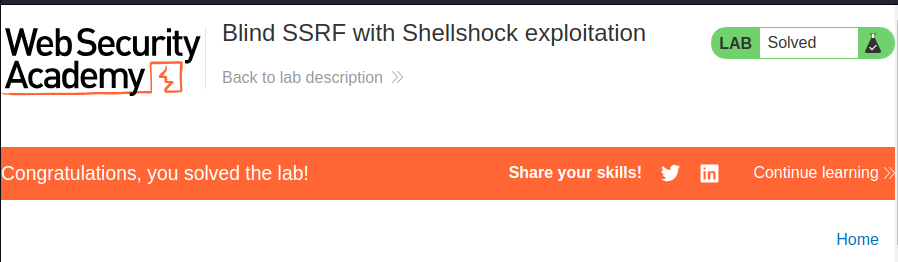 Web Security
Academy
Blind SSRF with Shellshock exploitation
Back to lab description
LAB Solved
Congratulations, you solved the lab!
Share your skills!
in
Continue learning
Home